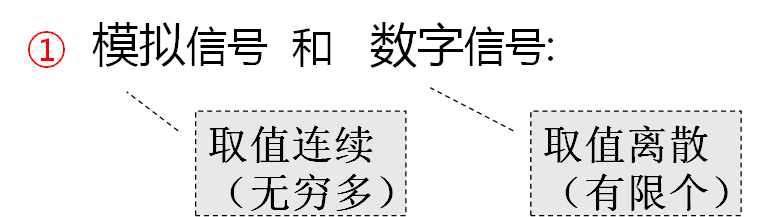 ① 模拟信号 和 数字信号:
取值连续
（无穷多）
取值离散
（有限个）